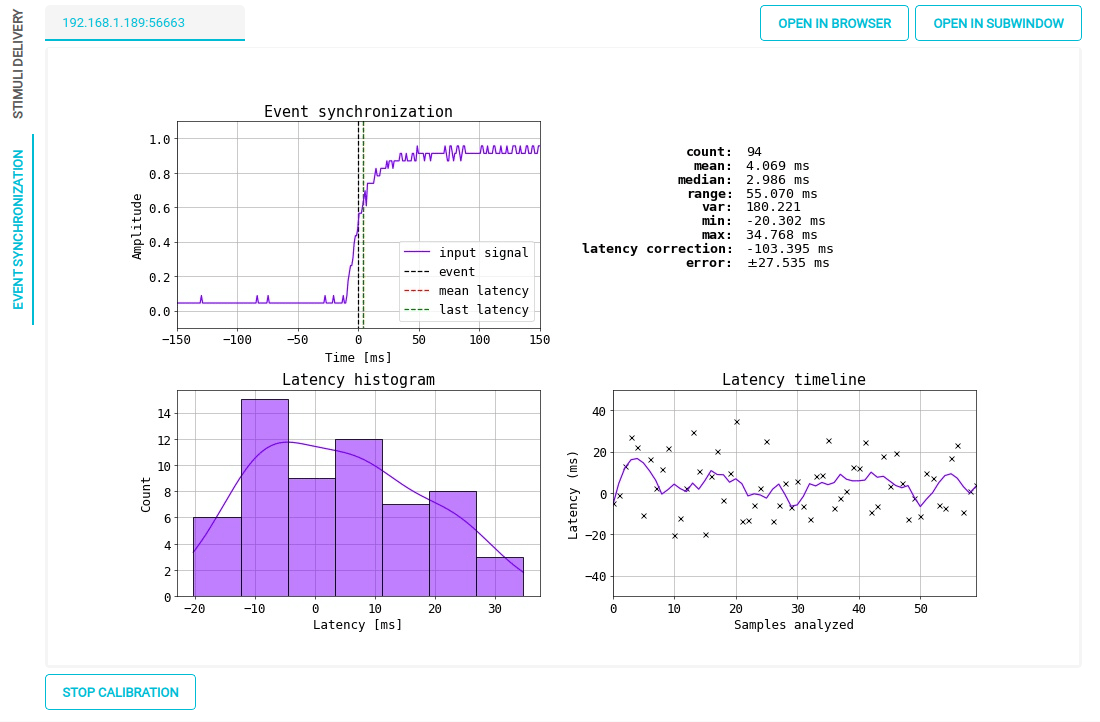 STIMULI DELIVERY
EVENT SYNCHRONIZATION
192.168.1.189:56663
OPEN IN BROWSER
OPEN IN SUBWINDOW
Event synchronization
Amplitude
1.0
0.8
0.6
0.4
0.2
0.0
input signal
event
mean latency
last latency
−150 −100 −50 0 50 100 150
Time [ms]
count: 94
mean: 4.069 ms
median: 2.986 ms
range: 55.070 ms
var: 180.221
min: -20.302 ms
max: 34.768 ms
latency correction: -103.395 ms
error: ±27.535 ms
Latency histogram
Count
14
12
10
8
6
4
2
0
−20 −10 0 10 20 30
Latency [ms]
Latency timeline
Latency (ms)
40
20
0
−20
−40
0 10 20 30 40 50
Samples analyzed
STOP CALIBRATION